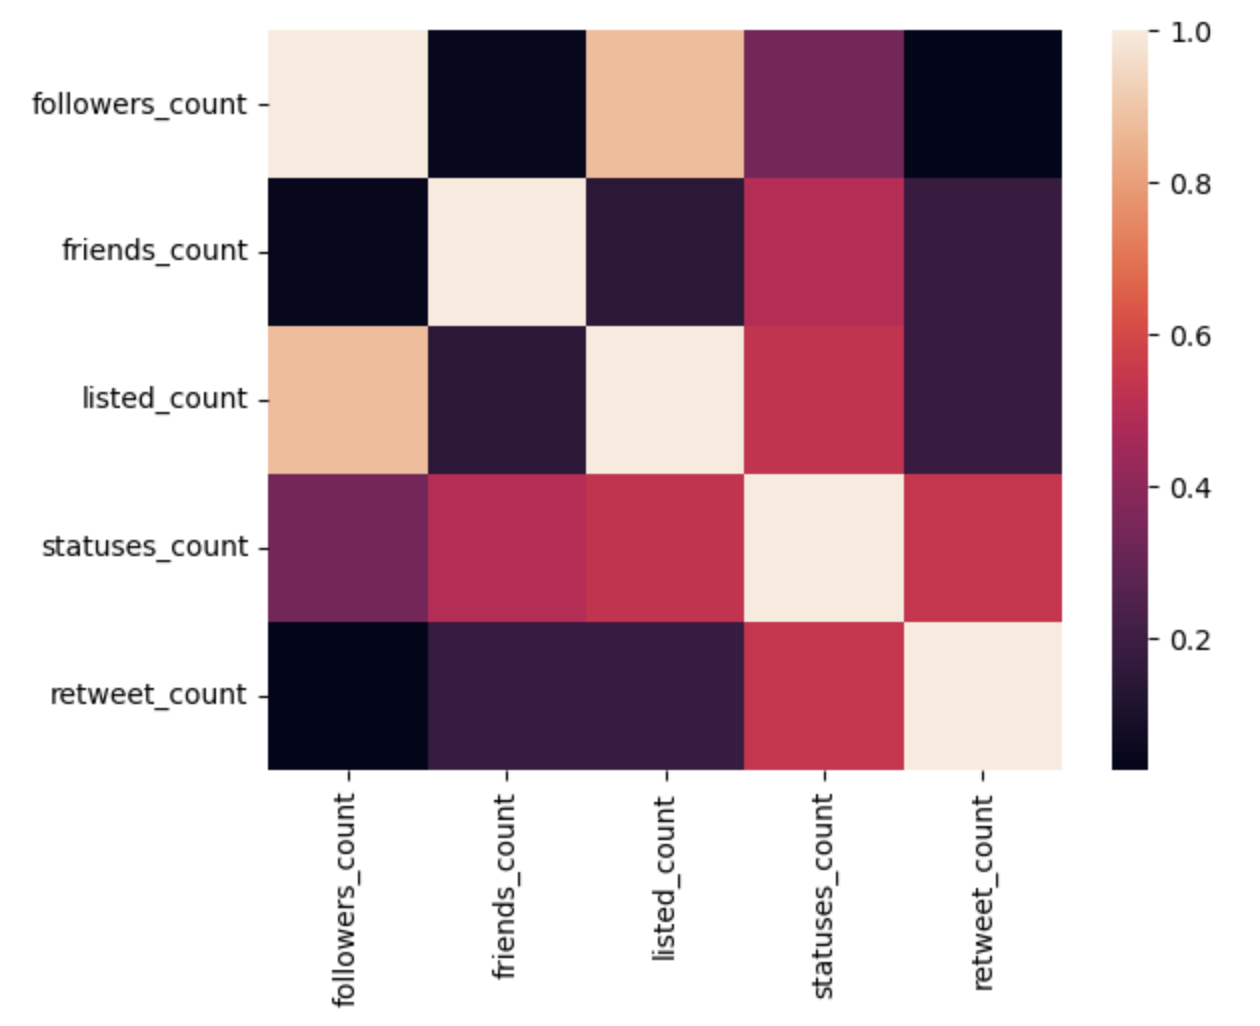 followers_count
friends_count
listed_count
statuses_count
retweet_count
followers_count
friends_count
listed_count
statuses_count
retweet_count
1.0
0.8
0.6
0.4
0.2